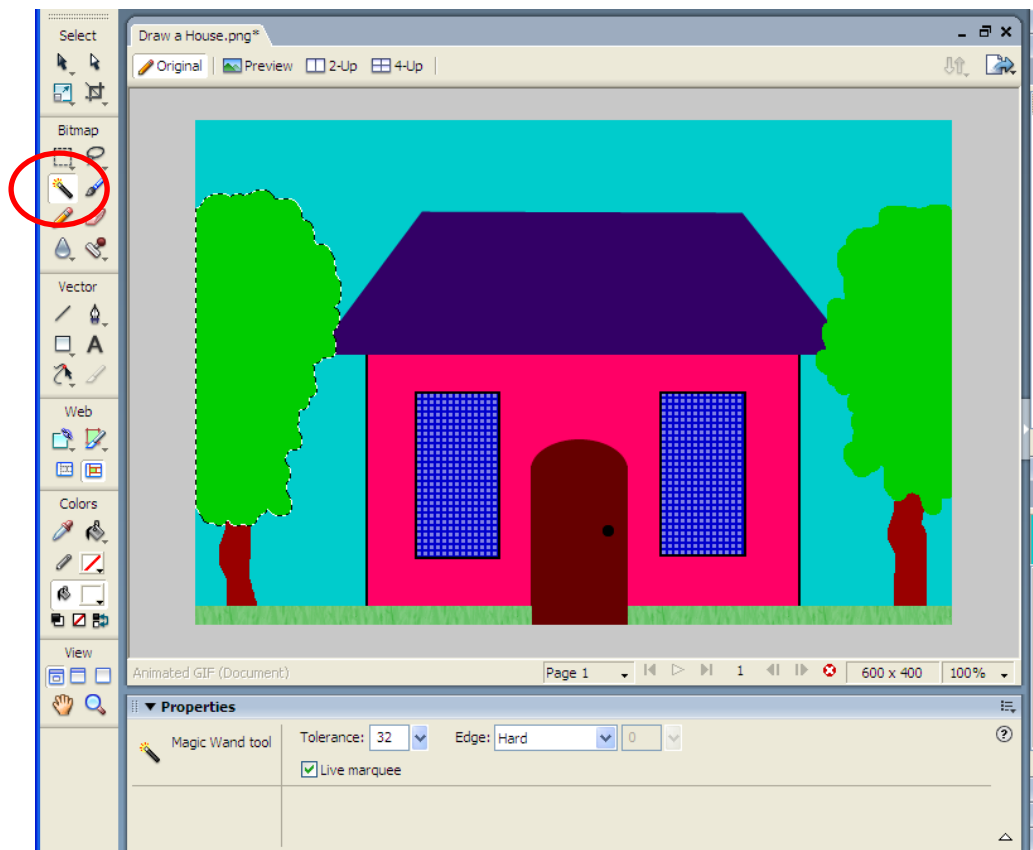 Select
Bitmap
Vector
A
Web
Colors
View
Draw a House.png*
Original Preview 2-Up 4-Up
Animated GIF (Document) Page 1 1 600 x 400 100%
Properties
Magic Wand tool Tolerance: 32 Edge: Hard 0
Live marquee